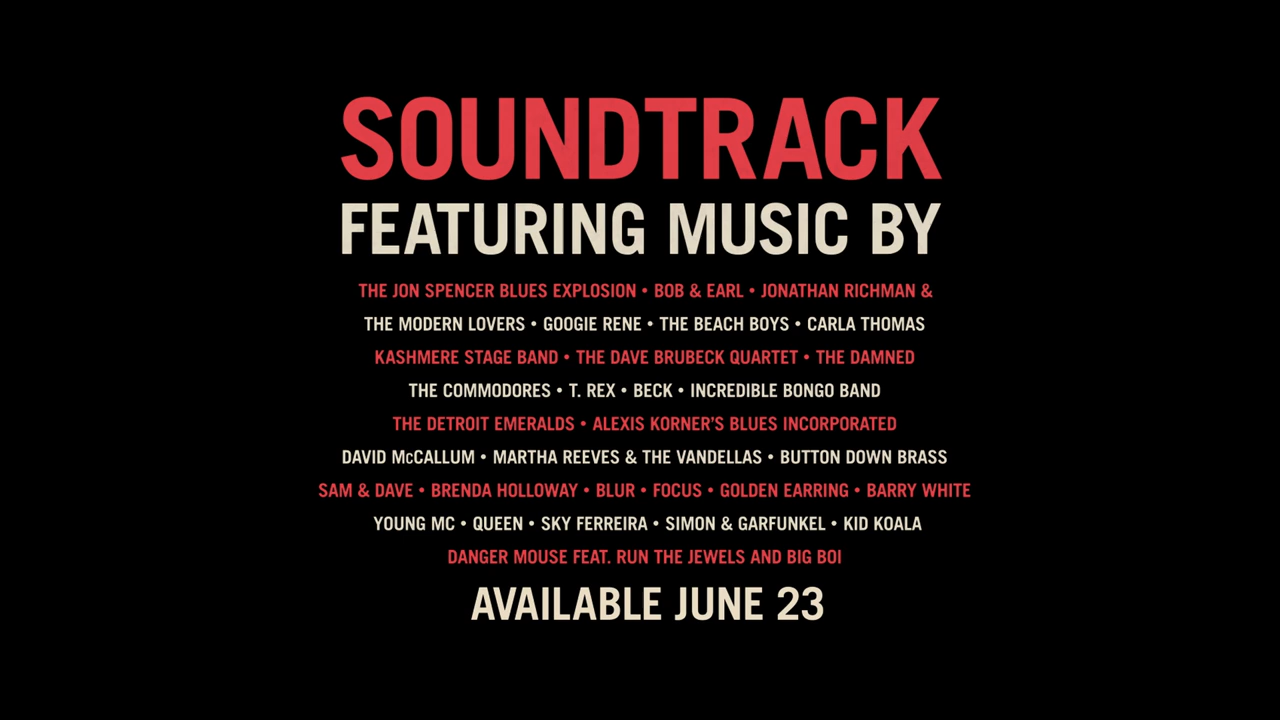 SOUNDTRACK
FEATURING MUSIC BY
THE JON SPENCER BLUES EXPLOSION • BOB & EARL • JONATHAN RICHMAN &
THE MODERN LOVERS • GOOGIE RENE • THE BEACH BOYS • CARLA THOMAS
KASHMERE STAGE BAND • THE DAVE BRUBECK QUARTET • THE DAMNED
THE COMMODORES • T. REX • BECK • INCREDIBLE BONGO BAND
THE DETROIT EMERALDS • ALEXIS KORNER'S BLUES INCORPORATED
DAVID McCALLUM • MARTHA REEVES & THE VANDELLAS • BUTTON DOWN BRASS
SAM & DAVE • BRENDA HOLLOWAY • BLUR • FOCUS • GOLDEN EARRING • BARRY WHITE
YOUNG MC • QUEEN • SKY FERREIRA • SIMON & GARFUNKEL • KID KOALA
DANGER MOUSE FEAT. RUN THE JEWELS AND BIG BOI
AVAILABLE JUNE 23